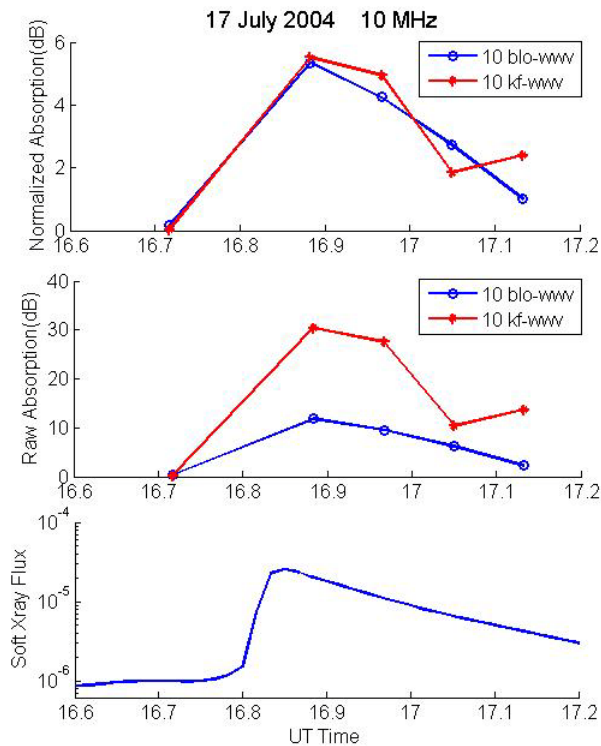 17 July 2004 10 MHz
Normalized Absorption(dB)
6
4
2
0
10 blo-wwv
10 kf-wwv
16.6 16.7 16.8 16.9 17 17.1 17.2
Raw Absorption(dB)
40
30
20
10
0
10 blo-wwv
10 kf-wwv
16.6 16.7 16.8 16.9 17 17.1 17.2
Soft Xray Flux
10^-4
10^-5
10^-6
16.6 16.7 16.8 16.9 17 17.1 17.2
UT Time